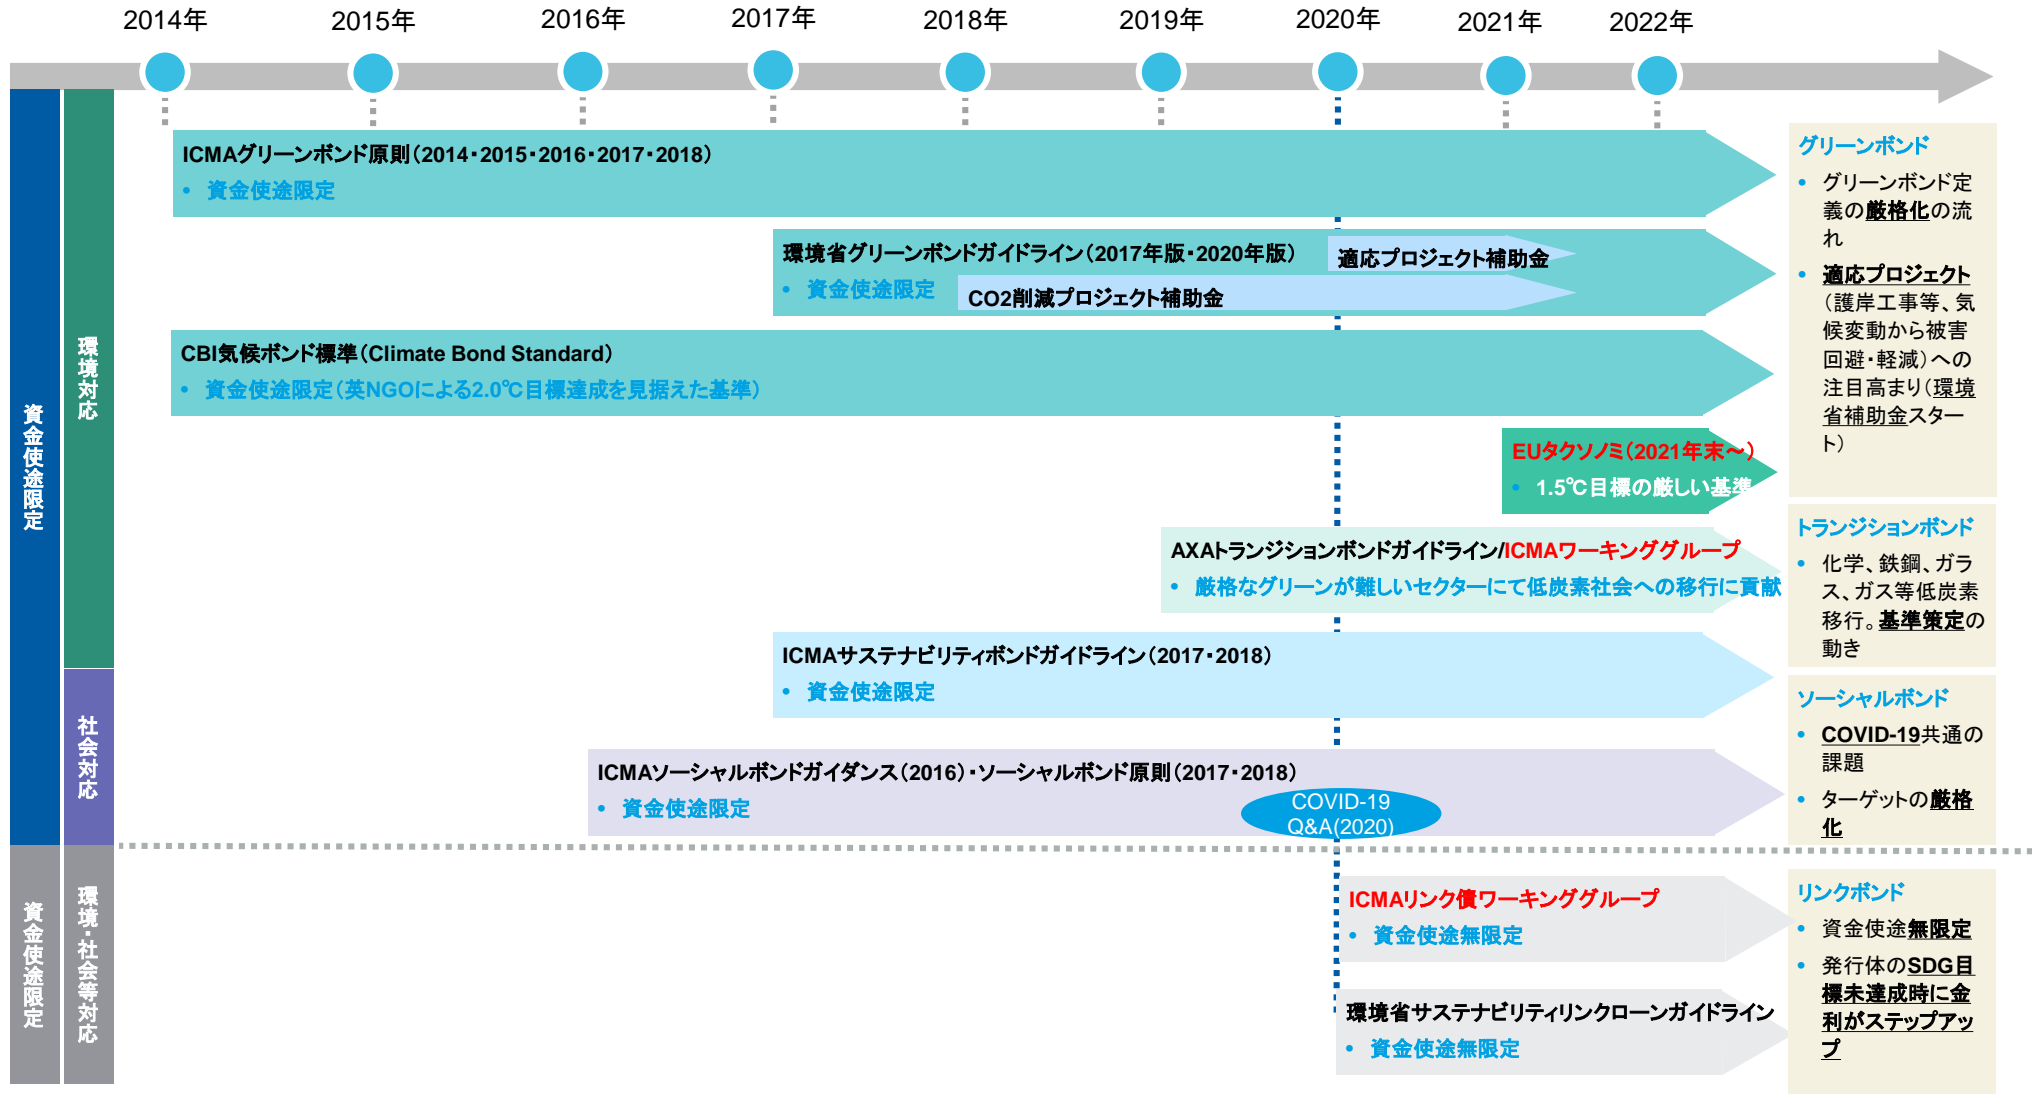 2014年 2015年 2016年 2017年 2018年 2019年 2020年 2021年 2022年
資金使途限定
環境対応
ICMAグリーンボンド原則（2014・2015・2016・2017・2018）
• 資金使途限定
環境省グリーンボンドガイドライン（2017年版・2020年版）
• 資金使途限定
適応プロジェクト補助金
CO2削減プロジェクト補助金
CBI気候ボンド標準（Climate Bond Standard）
• 資金使途限定（英NGOによる2.0℃目標達成を見据えた基準）
EUタクソノミ（2021年末～）
• 1.5℃目標の厳しい基準
AXAトランジションボンドガイドライン/ICMAワーキンググループ
• 厳格なグリーンが難しいセクターにて低炭素社会への移行に貢献
ICMAサステナビリティボンドガイドライン（2017・2018）
• 資金使途限定
社会対応
ICMAソーシャルボンドガイダンス（2016）・ソーシャルボンド原則（2017・2018）
• 資金使途限定
COVID-19
Q&A(2020)
資金使途限定
環境・社会等対応
ICMAリンク債ワーキンググループ
• 資金使途無限定
環境省サステナビリティリンクローンガイドライン
• 資金使途無限定
グリーンボンド
• グリーンボンド定
義の厳格化の流
れ
• 適応プロジェクト
（護岸工事等、気
候変動から被害
回避・軽減）への
注目高まり（環境
省補助金スター
ト）
トランジションボンド
• 化学、鉄鋼、ガラ
ス、ガス等低炭素
移行。基準策定の
動き
ソーシャルボンド
• COVID-19共通の
課題
• ターゲットの厳格
化
リンクボンド
• 資金使途無限定
• 発行体のSDG目
標未達成時に金
利がステップアッ
プ